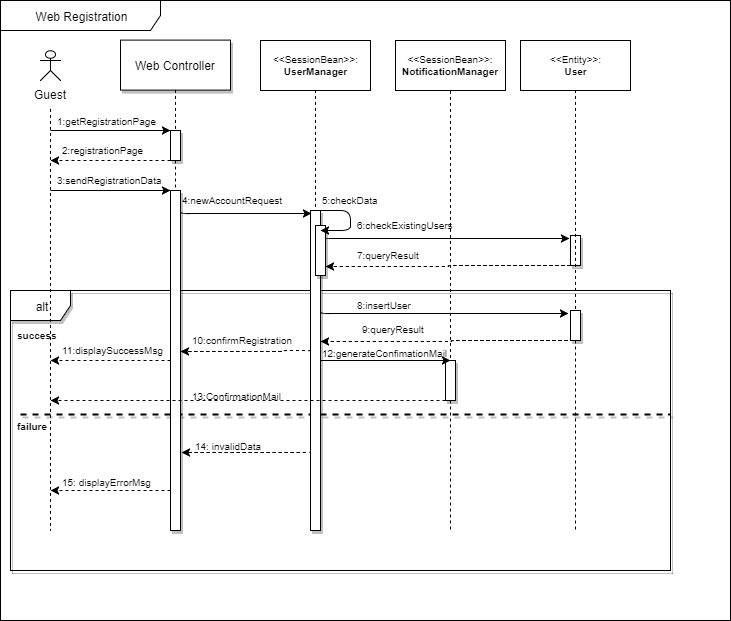 Web Registration
Guest
Web Controller
<<SessionBean>>:
UserManager
<<SessionBean>>:
NotificationManager
<<Entity>>:
User
1:getRegistrationPage
2:registrationPage
3:sendRegistrationData
4:newAccountRequest
5:checkData
6:checkExistingUsers
7:queryResult
alt
success
8:insertUser
9:queryResult
10:confirmRegistration
11:displaySuccessMsg
12:generateConfimationMail
13:ConfirmationMail
failure
14: invalidData
15: displayErrorMsg